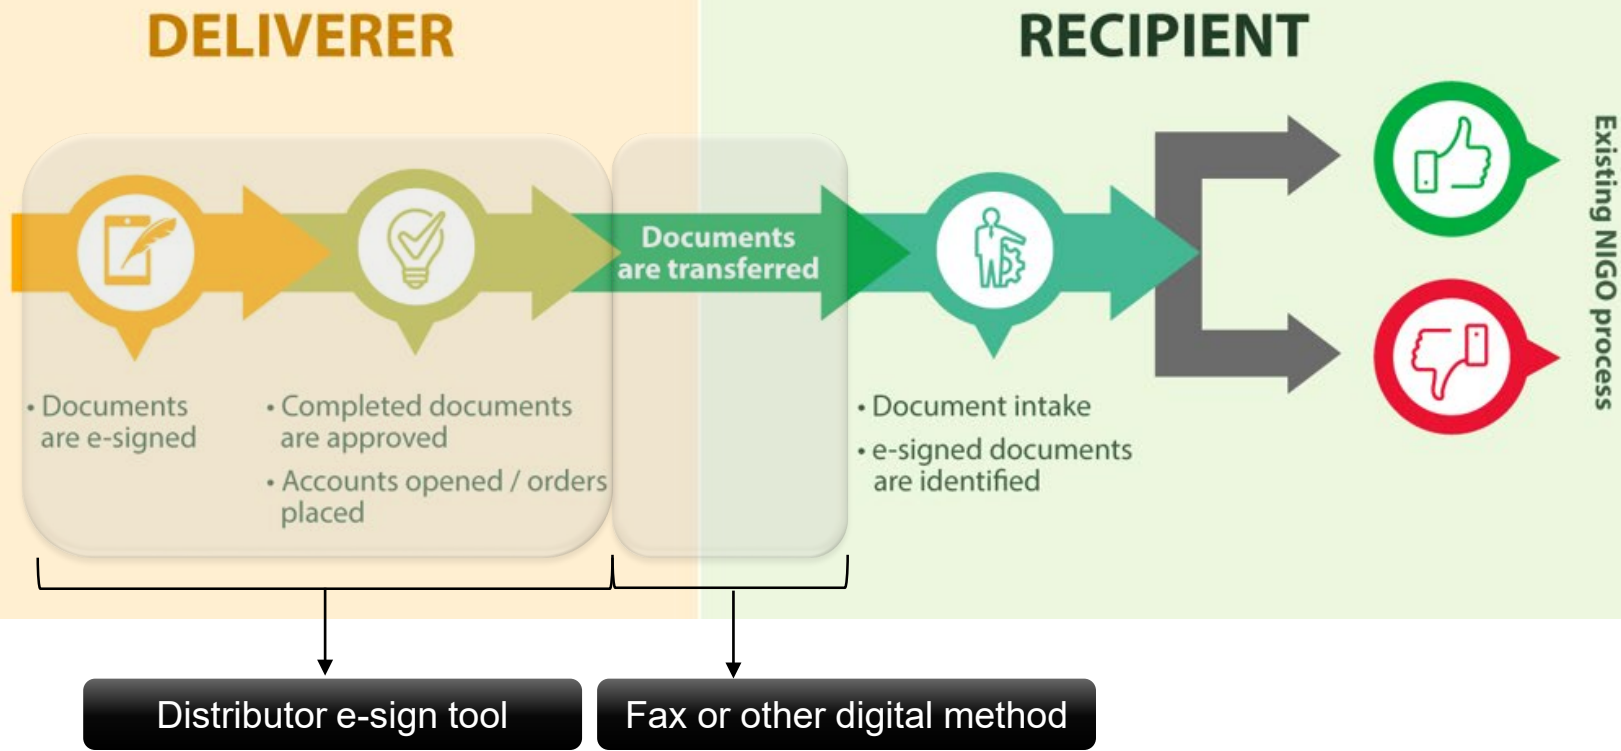 DELIVERER
RECIPIENT
Documents
are transferred
• Documents
are e-signed
• Completed documents
are approved
• Accounts opened / orders
placed
• Document intake
• e-signed documents
are identified
Existing NIGO process
Distributor e-sign tool
Fax or other digital method